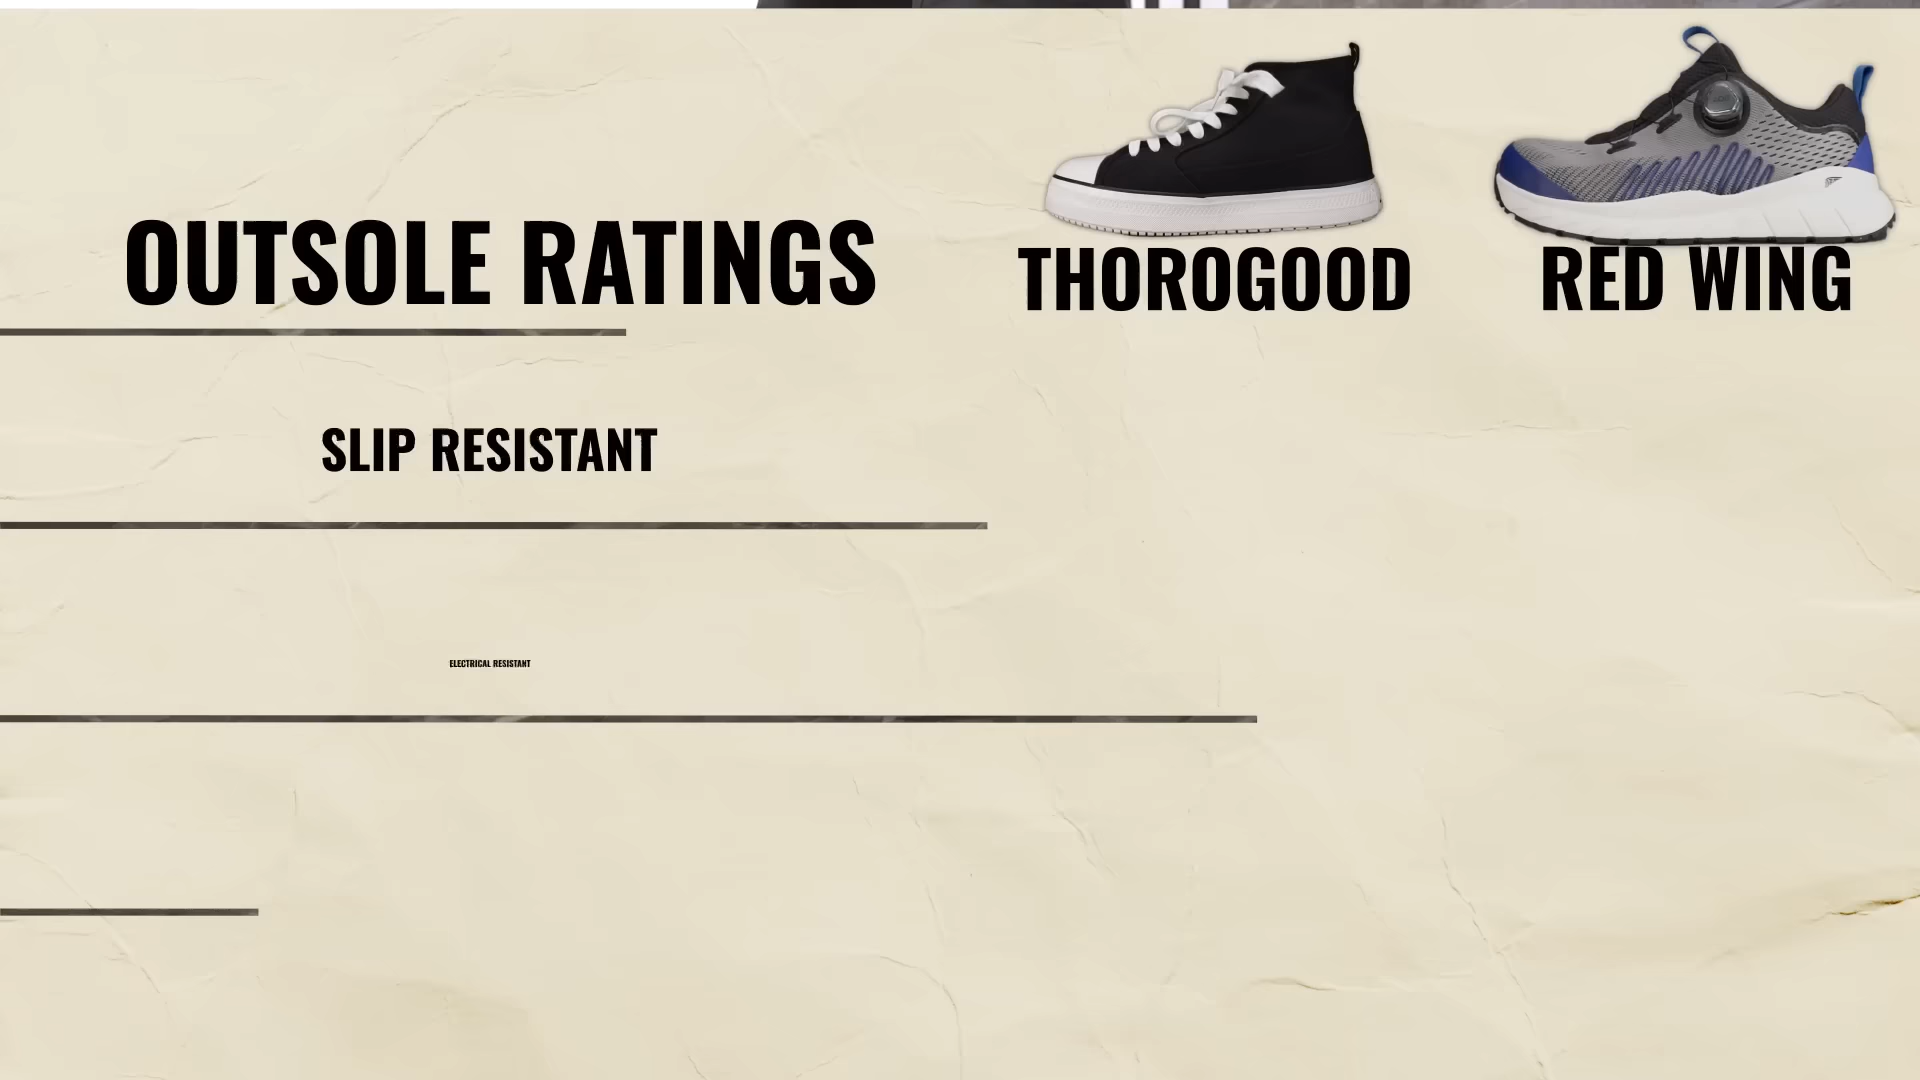 OUTSOLE RATINGS
THOROGOOD
RED WING
SLIP RESISTANT
ELECTRICAL RESISTANT